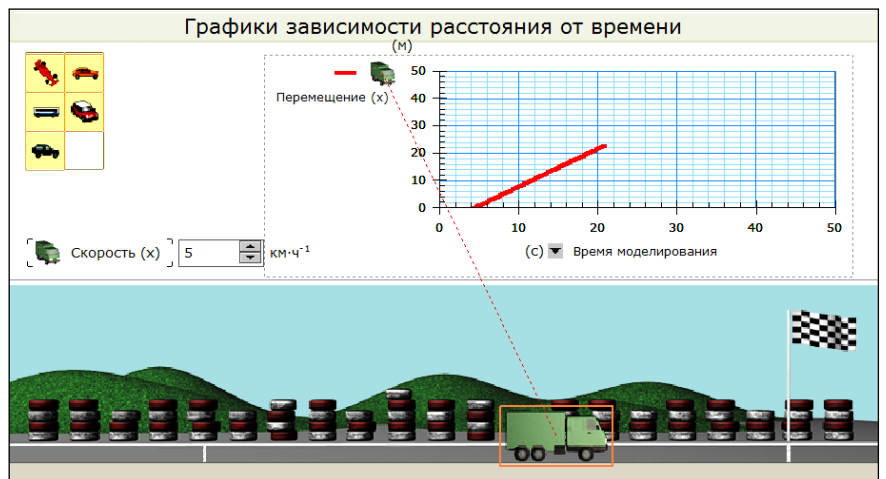 Графики зависимости расстояния от времени
(м)
Перемещение (х)
50
40
30
20
10
0
0 10 20 30 40 50
(с) Время моделирования
Скорость (х) 5 км·ч⁻¹